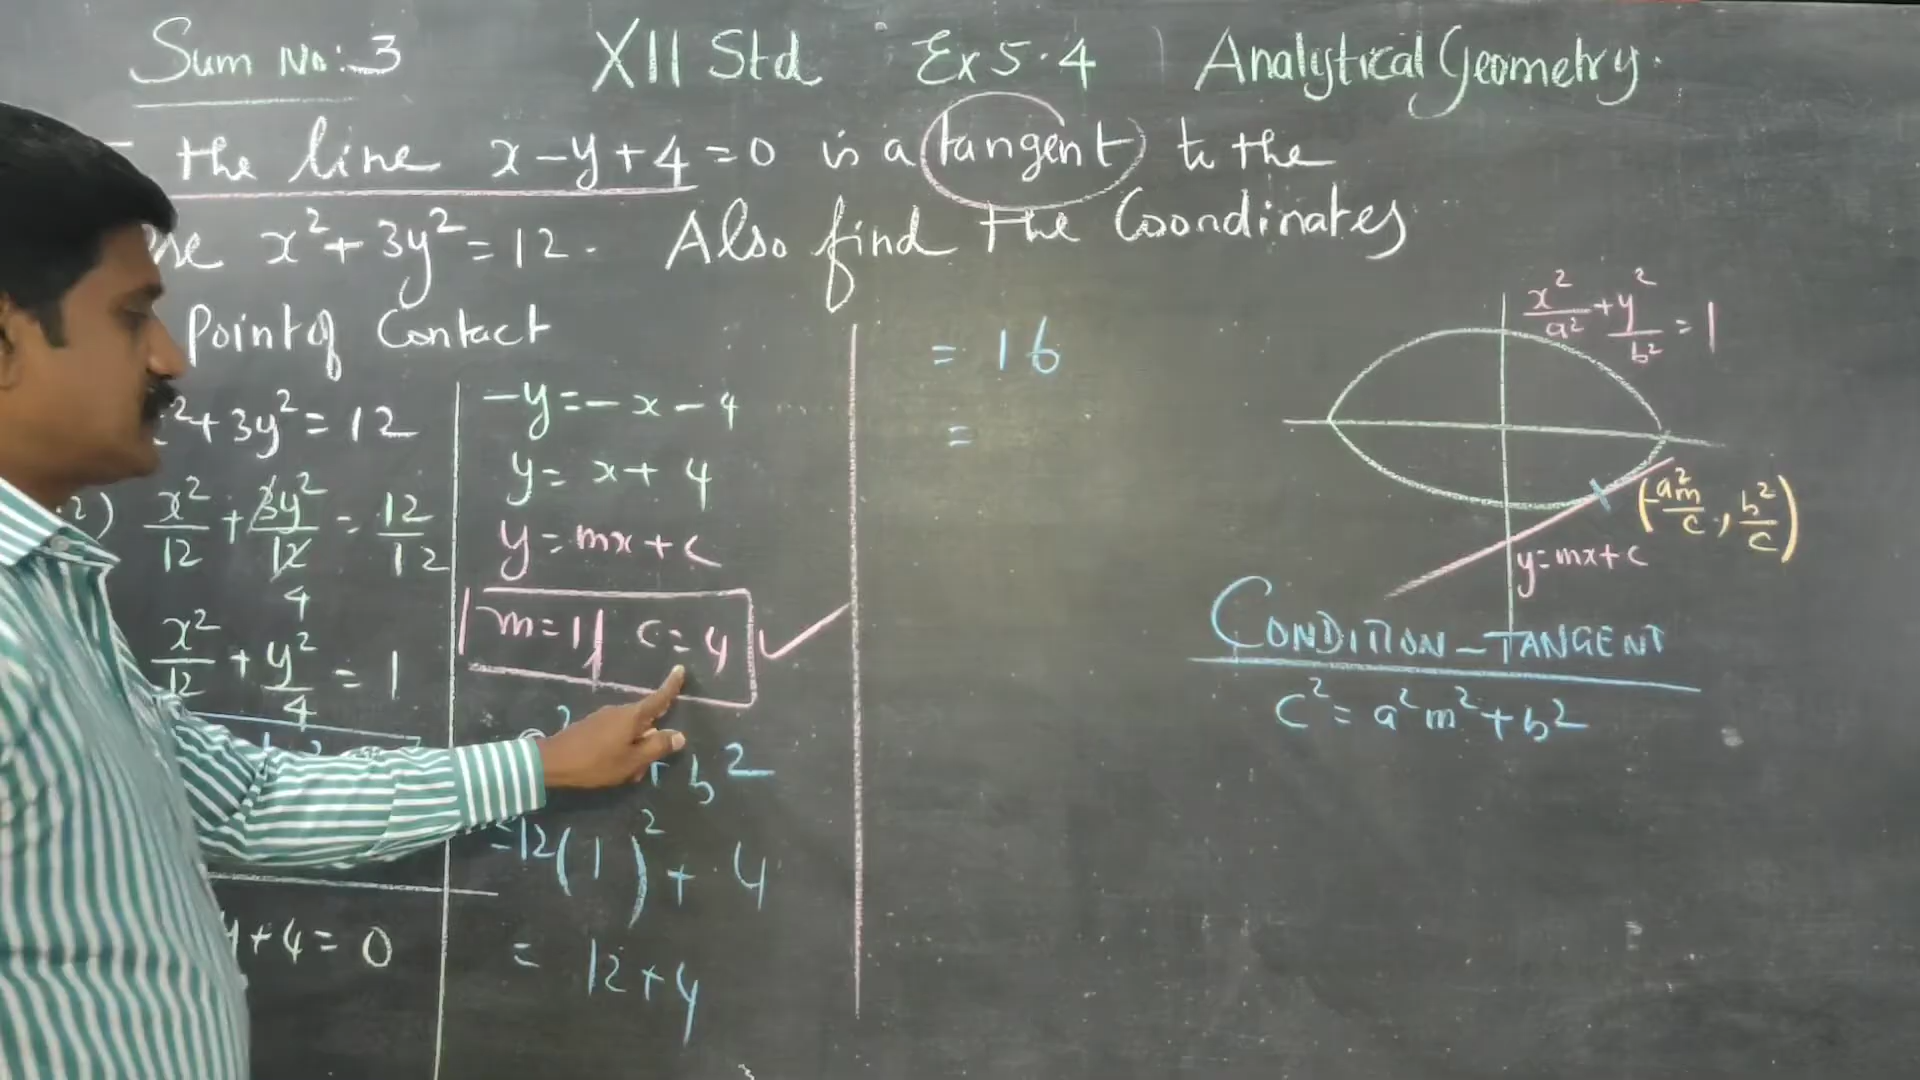 Sum No: 3 XII Std Ex 5.4 Analytical Geometry.
the line x-y+4=0 is a tangent to the
x²+3y²=12. Also find the Coordinates
Point of Contact
²+3y²=12
x²/12 + 3y²/12 = 12/12
4
x²/12 + y²/4 = 1
y+4=0
-y=-x-4
y=x+4
y=mx+c
m=1 c=4
+b²
=12(1)²+4
= 12+4
= 16
=
x²/a² + y²/b² = 1
(-a²m/c, b²/c)
y=mx+c
CONDITION-TANGENT
c²=a²m²+b²